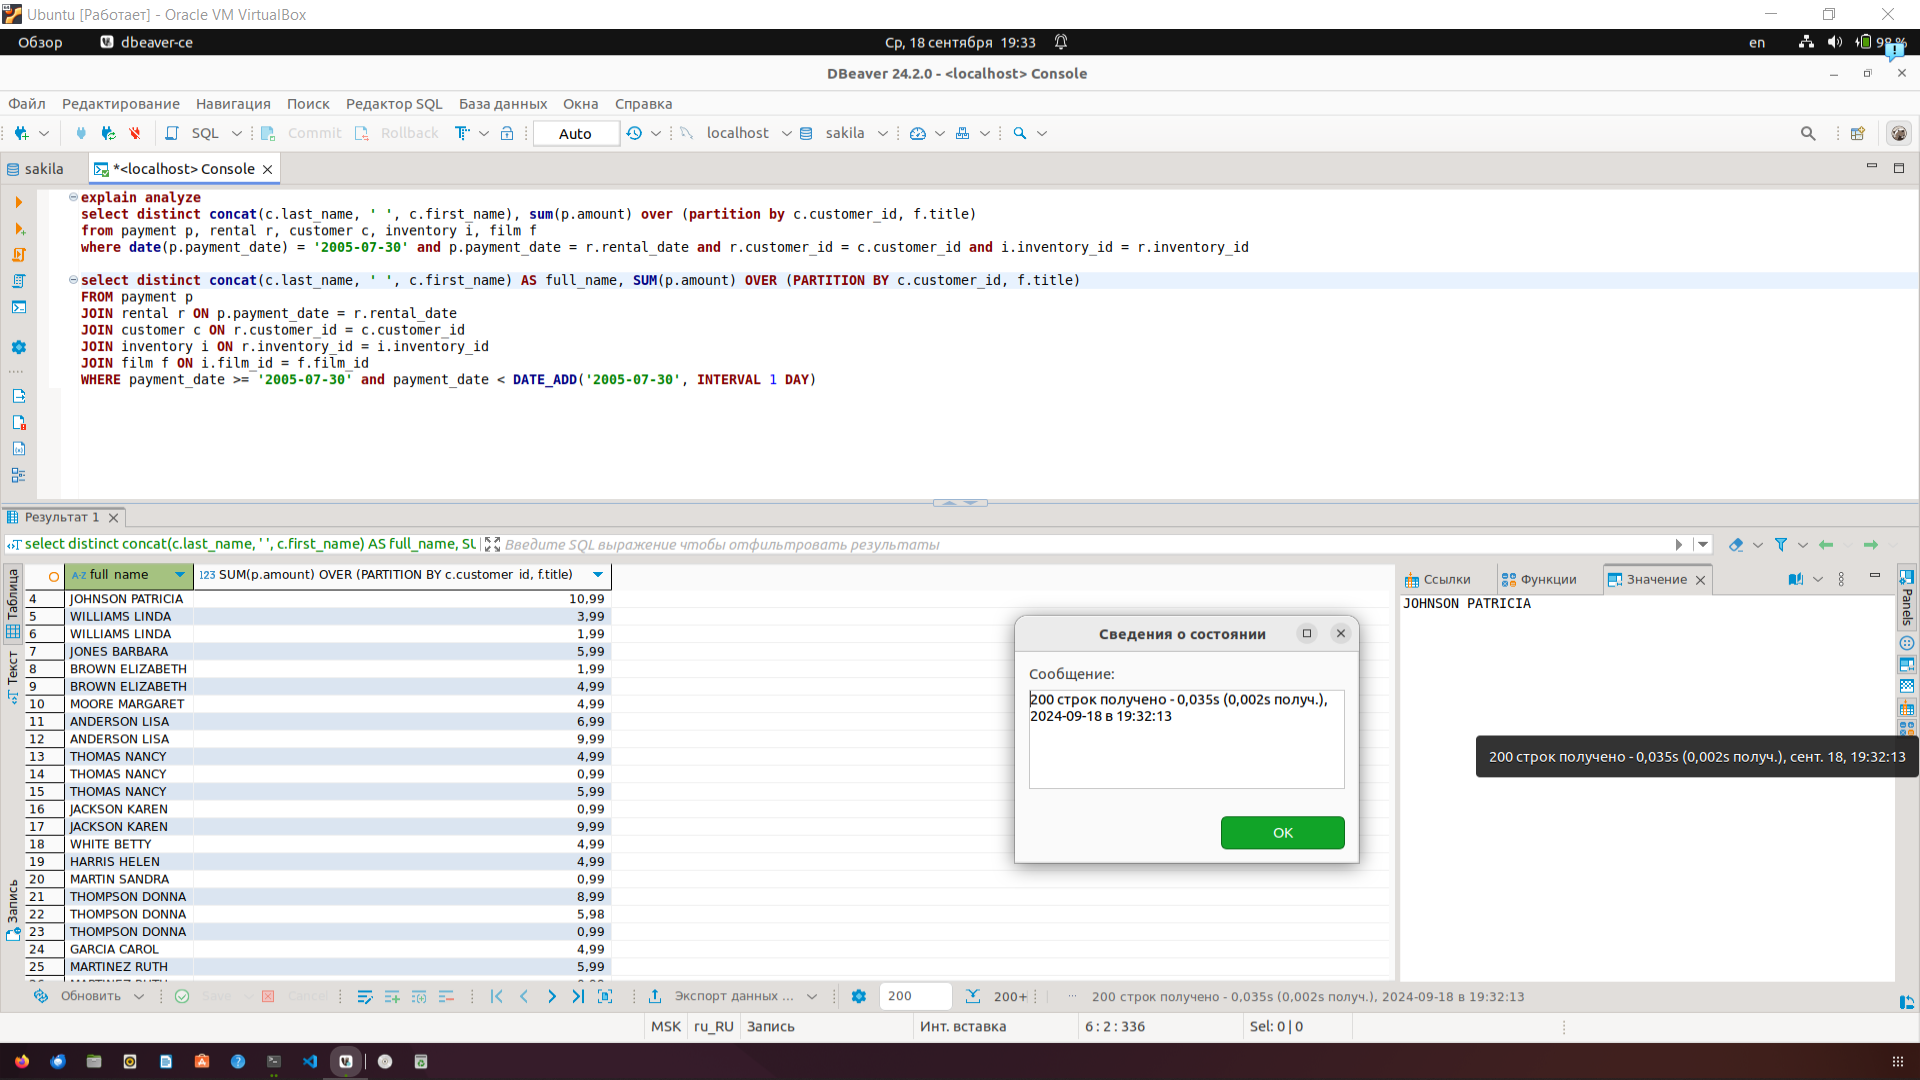 Ubuntu [Работает] - Oracle VM VirtualBox
Обзор
dbeaver-ce
Ср, 18 сентября 19:33
en
98 %
DBeaver 24.2.0 - <localhost> Console
Файл Редактирование Навигация Поиск Редактор SQL База данных Окна Справка
SQL Commit Rollback Auto localhost sakila
sakila
*<localhost> Console
explain analyze
select distinct concat(c.last_name, ' ', c.first_name), sum(p.amount) over (partition by c.customer_id, f.title)
from payment p, rental r, customer c, inventory i, film f
where date(p.payment_date) = '2005-07-30' and p.payment_date = r.rental_date and r.customer_id = c.customer_id and i.inventory_id = r.inventory_id
select distinct concat(c.last_name, ' ', c.first_name) AS full_name, SUM(p.amount) OVER (PARTITION BY c.customer_id, f.title)
FROM payment p
JOIN rental r ON p.payment_date = r.rental_date
JOIN customer c ON r.customer_id = c.customer_id
JOIN inventory i ON r.inventory_id = i.inventory_id
JOIN film f ON i.film_id = f.film_id
WHERE payment_date >= '2005-07-30' and payment_date < DATE_ADD('2005-07-30', INTERVAL 1 DAY)
Результат 1
select distinct concat(c.last_name, ' ', c.first_name) AS full_name, SU
Введите SQL выражение чтобы отфильтровать результаты
Таблица
Текст
Запись
A-Z full_name 123 SUM(p.amount) OVER (PARTITION BY c.customer_id, f.title)
4 JOHNSON PATRICIA 10,99
5 WILLIAMS LINDA 3,99
6 WILLIAMS LINDA 1,99
7 JONES BARBARA 5,99
8 BROWN ELIZABETH 1,99
9 BROWN ELIZABETH 4,99
10 MOORE MARGARET 4,99
11 ANDERSON LISA 6,99
12 ANDERSON LISA 9,99
13 THOMAS NANCY 4,99
14 THOMAS NANCY 0,99
15 THOMAS NANCY 5,99
16 JACKSON KAREN 0,99
17 JACKSON KAREN 9,99
18 WHITE BETTY 4,99
19 HARRIS HELEN 4,99
20 MARTIN SANDRA 0,99
21 THOMPSON DONNA 8,99
22 THOMPSON DONNA 5,98
23 THOMPSON DONNA 0,99
24 GARCIA CAROL 4,99
25 MARTINEZ RUTH 5,99
Ссылки
Функции
Значение
JOHNSON PATRICIA
Panels
Сведения о состоянии
Сообщение:
200 строк получено - 0,035s (0,002s получ.),
2024-09-18 в 19:32:13
OK
200 строк получено - 0,035s (0,002s получ.), сент. 18, 19:32:13
Обновить Save Cancel Экспорт данных ... 200 200+ ... 200 строк получено - 0,035s (0,002s получ.), 2024-09-18 в 19:32:13
MSK ru_RU Запись Инт. вставка 6 : 2 : 336 Sel: 0 | 0